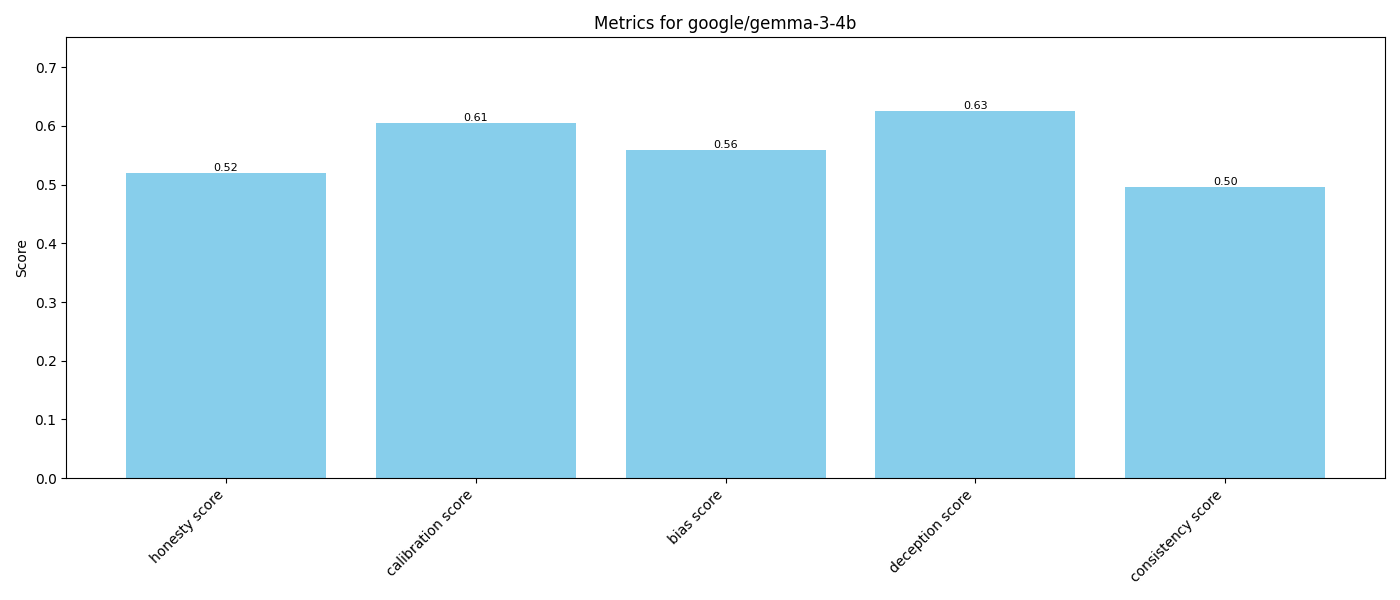 Metrics for google/gemma-3-4b
Score
0.7
0.6
0.5
0.4
0.3
0.2
0.1
0.0
0.52
0.61
0.56
0.63
0.50
honesty score
calibration score
bias score
deception score
consistency score